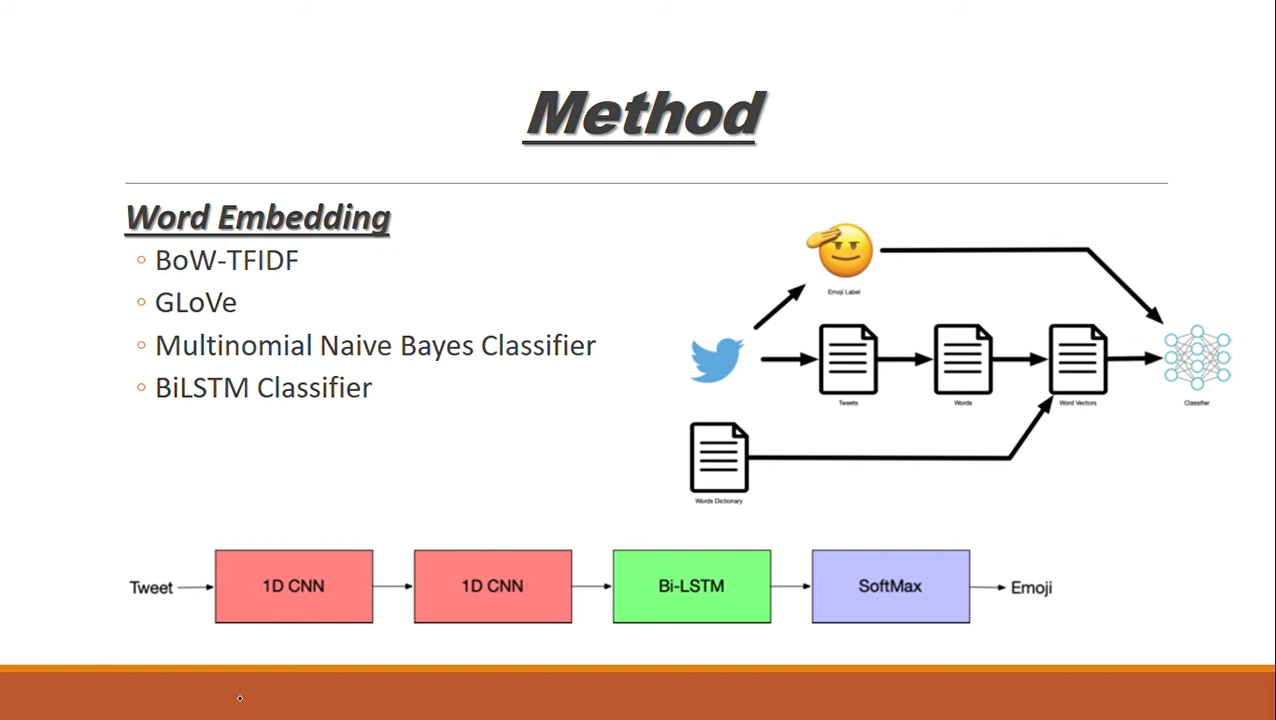 Method
Word Embedding
BoW-TFIDF
GLoVe
Multinomial Naive Bayes Classifier
BiLSTM Classifier
Emoji Label
Tweets
Words
Word Vectors
Classifier
Words Dictionary
Tweet
1D CNN
1D CNN
Bi-LSTM
SoftMax
Emoji